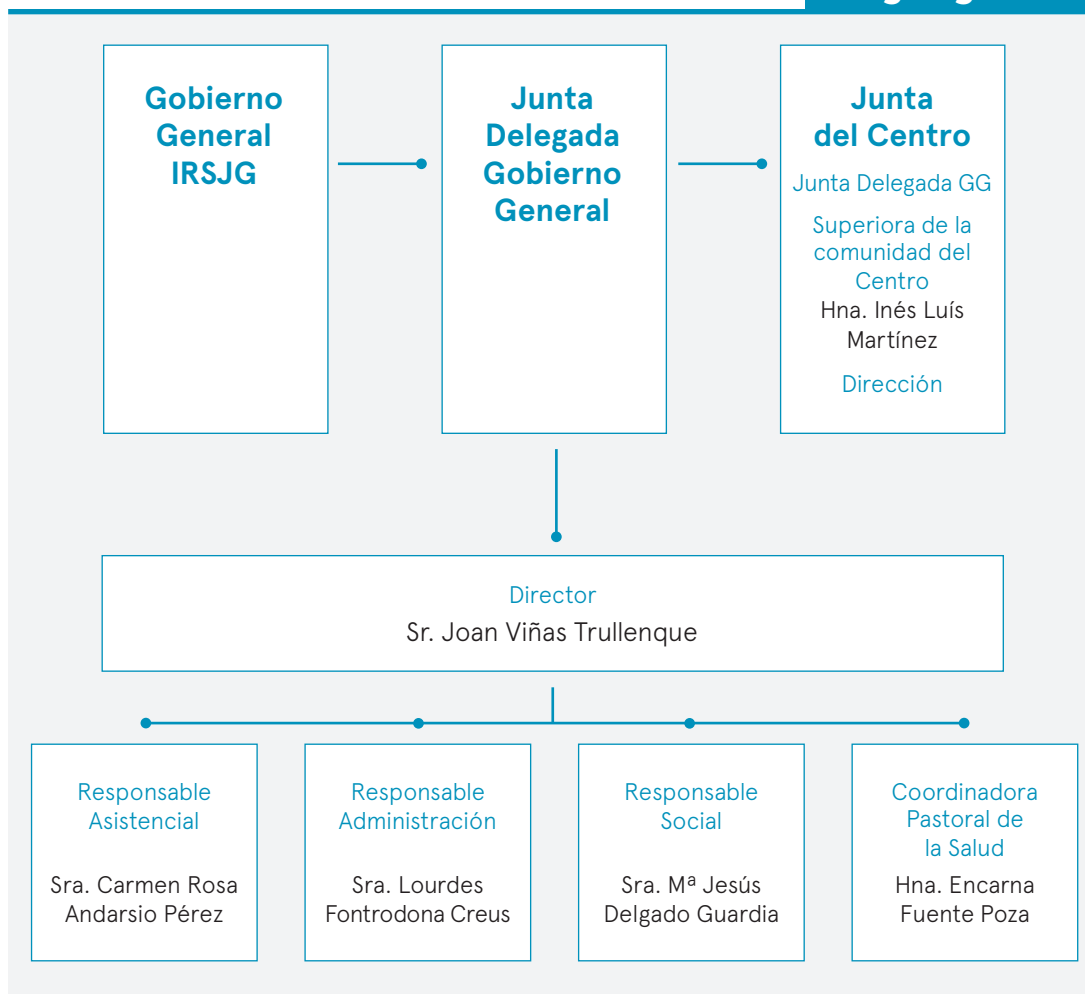 Gobierno
General
IRSJG
Junta
Delegada
Gobierno
General
Junta
del Centro
Junta Delegada GG
Superiora de la
comunidad del
Centro
Hna. Inés Luís
Martínez
Dirección
Director
Sr. Joan Viñas Trullenque
Responsable
Asistencial
Sra. Carmen Rosa
Andarsio Pérez
Responsable
Administración
Sra. Lourdes
Fontrodona Creus
Responsable
Social
Sra. Mª Jesús
Delgado Guardia
Coordinadora
Pastoral de
la Salud
Hna. Encarna
Fuente Poza